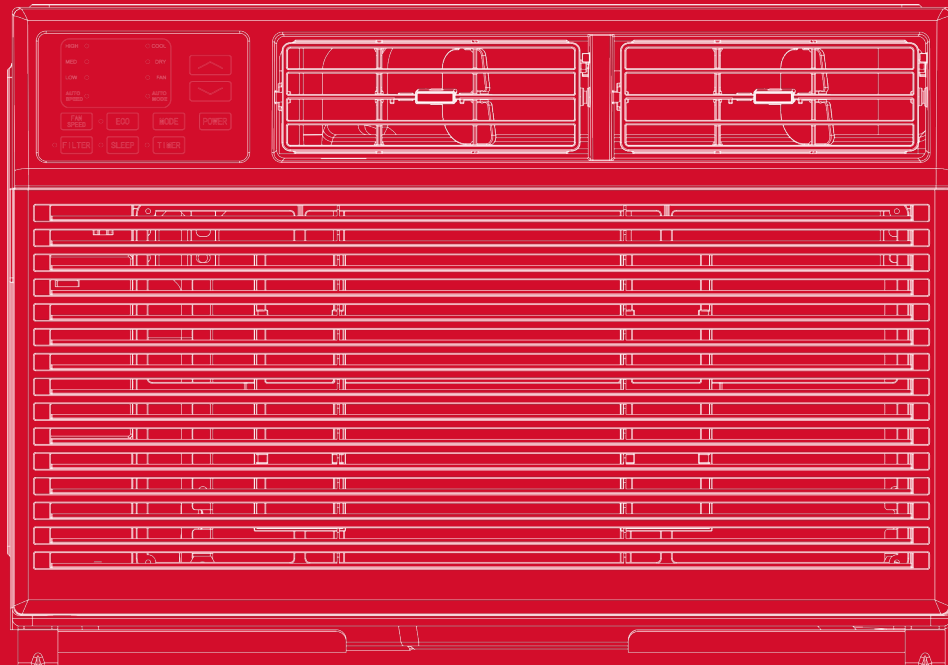 HIGH COOL
MED DRY
LOW FAN
AUTO SPEED AUTO MODE
FAN SPEED ECO MODE POWER
FILTER SLEEP TIMER